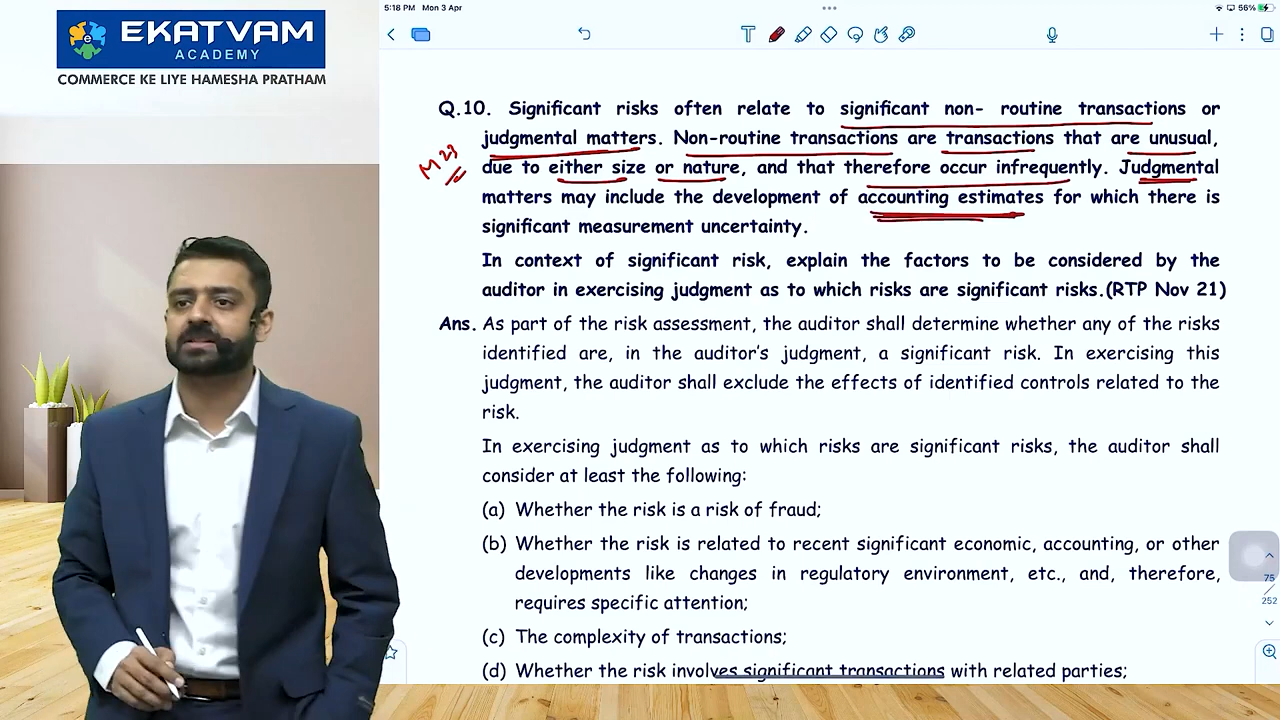 5:18 PM Mon 3 Apr
56%
EKATVAM
ACADEMY
COMMERCE KE LIYE HAMESHA PRATHAM
Q.10. Significant risks often relate to significant non- routine transactions or
judgmental matters. Non-routine transactions are transactions that are unusual,
M 23
due to either size or nature, and that therefore occur infrequently. Judgmental
matters may include the development of accounting estimates for which there is
significant measurement uncertainty.
In context of significant risk, explain the factors to be considered by the
auditor in exercising judgment as to which risks are significant risks.(RTP Nov 21)
Ans. As part of the risk assessment, the auditor shall determine whether any of the risks
identified are, in the auditor's judgment, a significant risk. In exercising this
judgment, the auditor shall exclude the effects of identified controls related to the
risk.
In exercising judgment as to which risks are significant risks, the auditor shall
consider at least the following:
(a) Whether the risk is a risk of fraud;
(b) Whether the risk is related to recent significant economic, accounting, or other
developments like changes in regulatory environment, etc., and, therefore,
requires specific attention;
(c) The complexity of transactions;
(d) Whether the risk involves significant transactions with related parties;
75
252